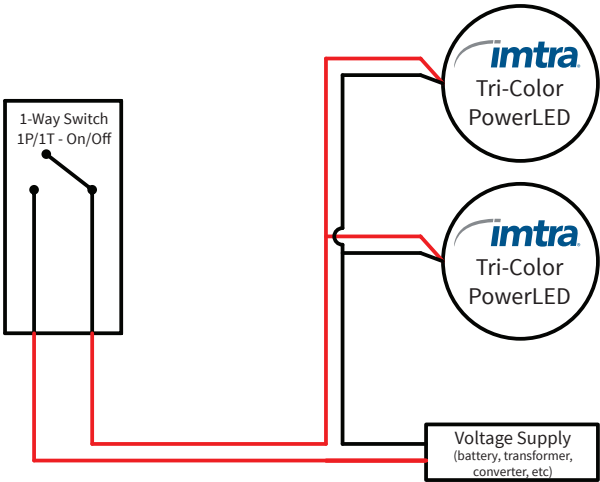 imtra
Tri-Color
PowerLED
1-Way Switch
1P/1T - On/Off
imtra
Tri-Color
PowerLED
Voltage Supply
(battery, transformer,
converter, etc)